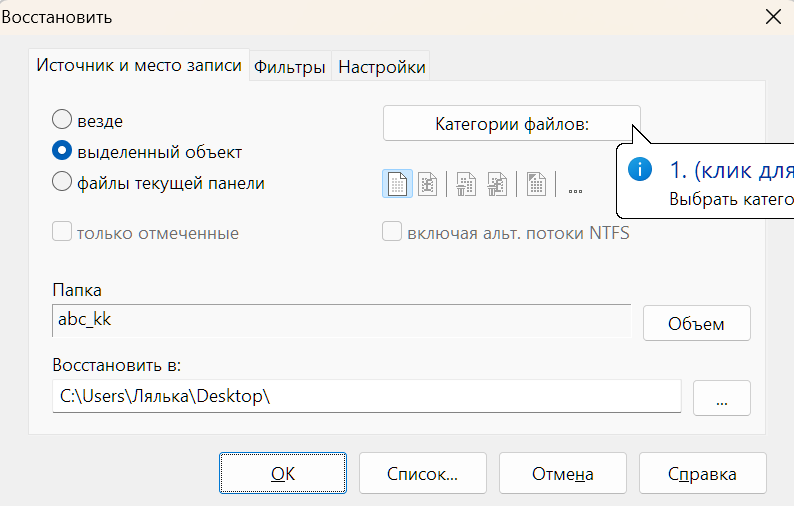 Восстановить
Источник и место записи
Фильтры
Настройки
везде
Категории файлов:
выделенный объект
1. (клик для
Выбрать катего
файлы текущей панели
...
только отмеченные
включая альт. потоки NTFS
Папка
abc_kk
Объем
Восстановить в:
C:\Users\Лялька\Desktop\
...
OK
Список...
Отмена
Справка